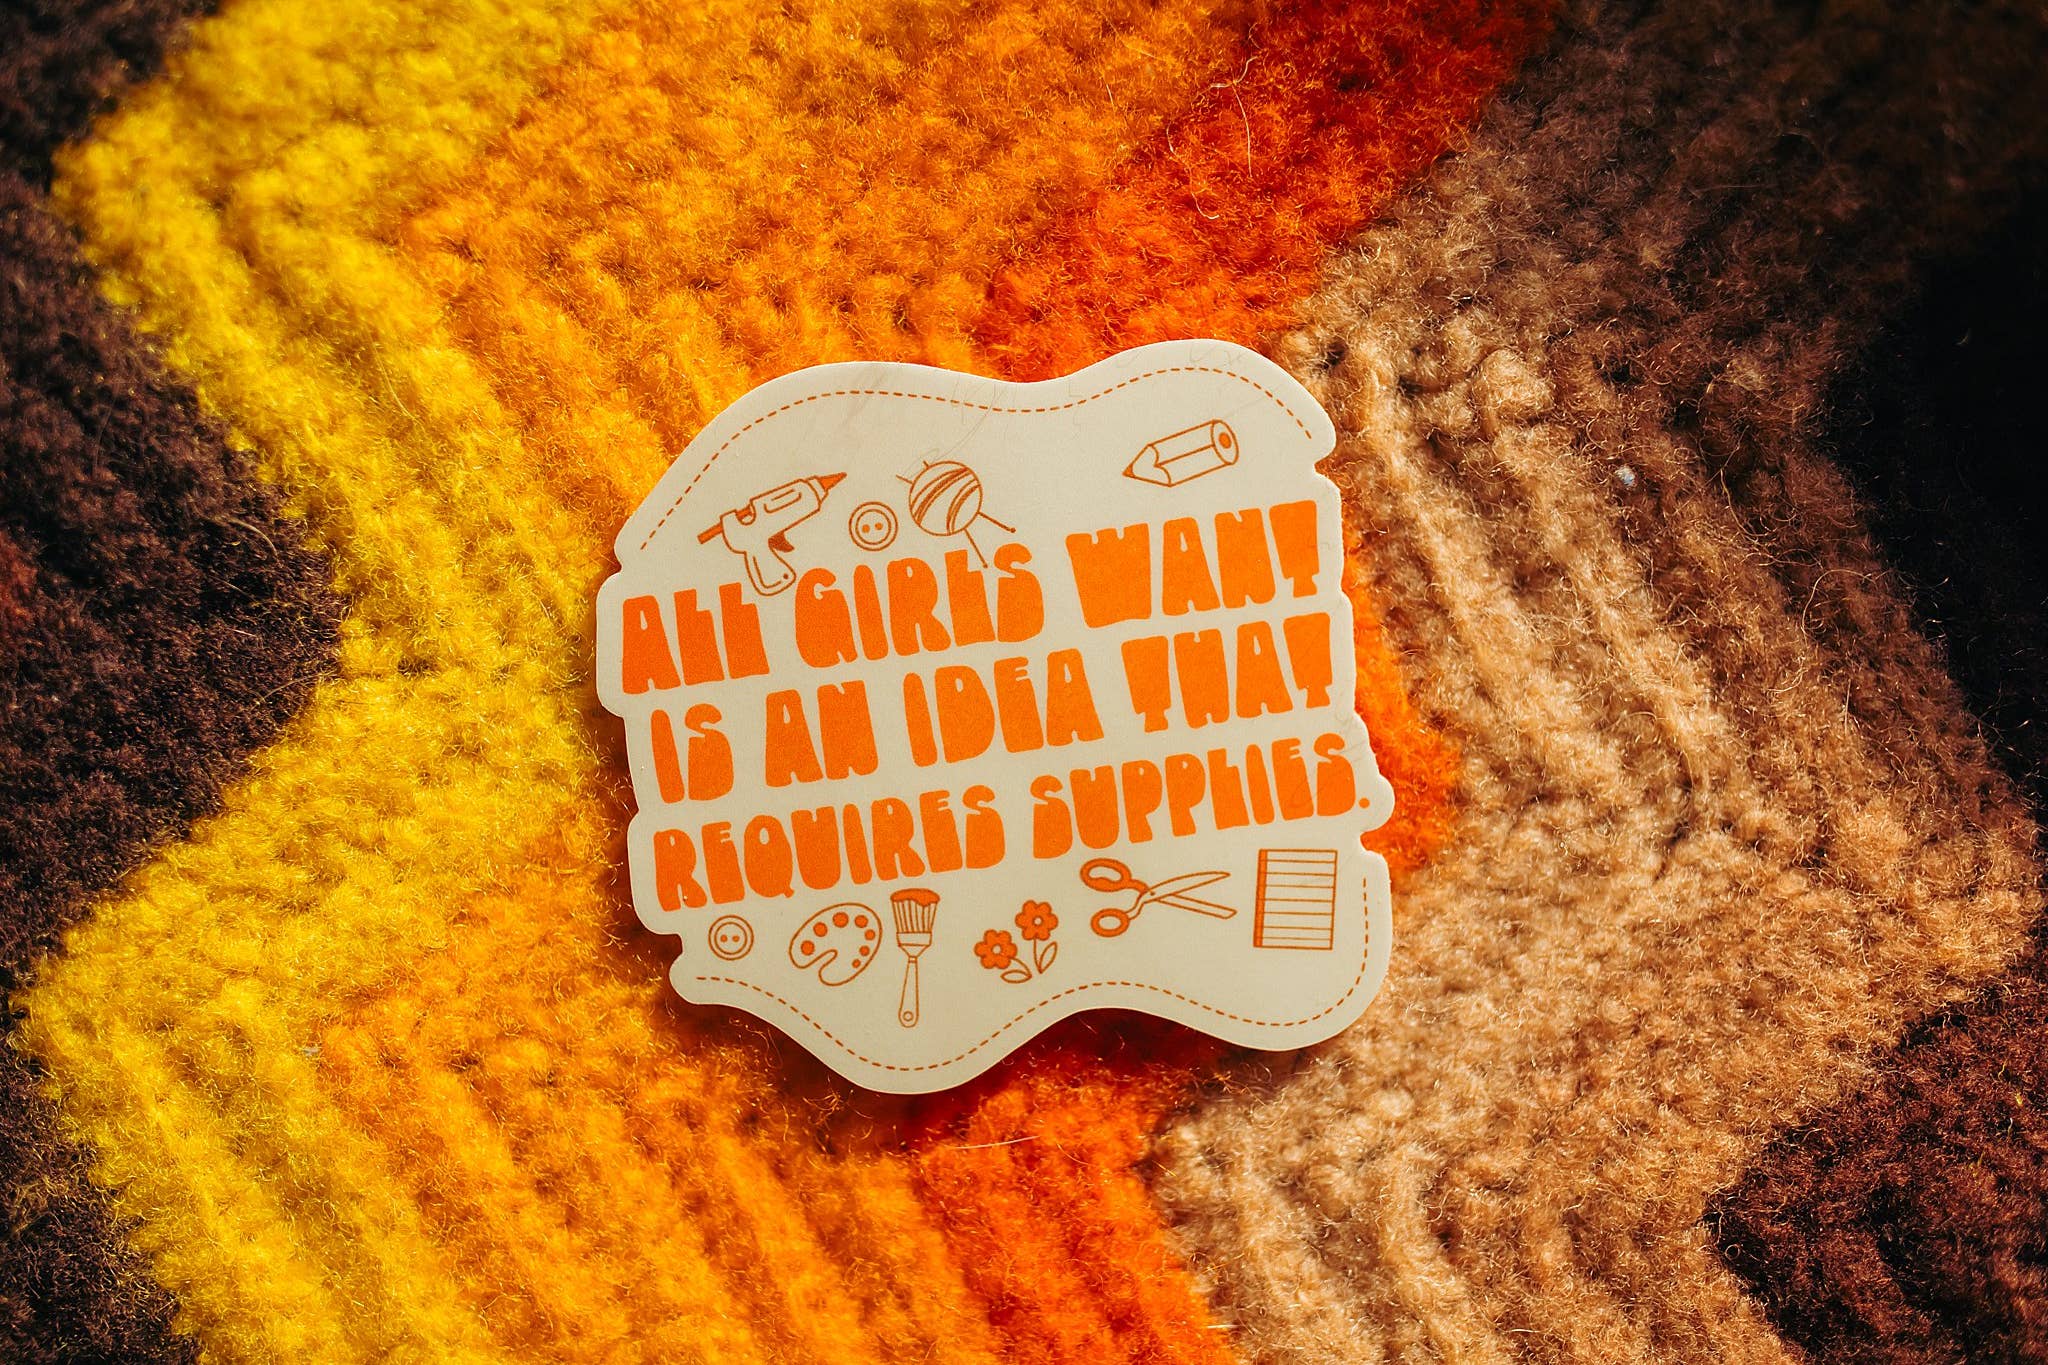 ALL GIRLS WANT
IS AN IDEA THAT
REQUIRES SUPPLIES.